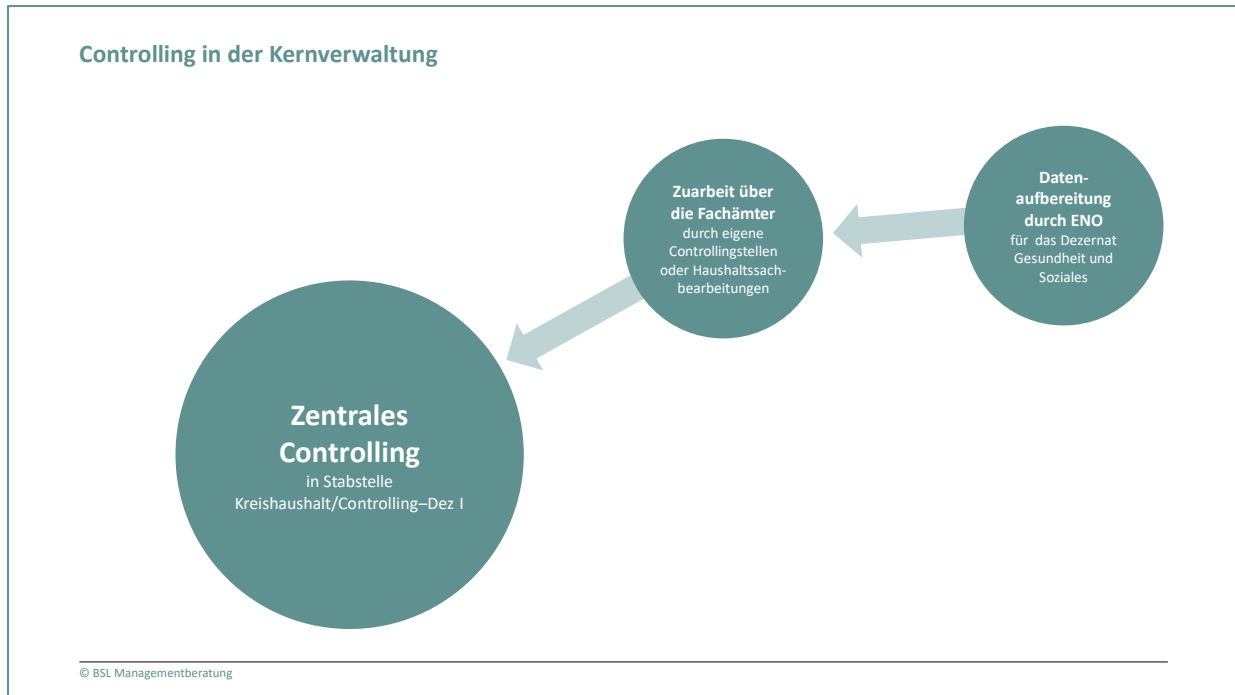 Controlling in der Kernverwaltung
Daten-
aufbereitung
durch ENO
für das Dezernat
Gesundheit und
Soziales
Zuarbeit über
die Fachämter
durch eigene
Controllingstellen
oder Haushaltssach-
bearbeitungen
Zentrales
Controlling
in Stabstelle
Kreishaushalt/Controlling–Dez I
© BSL Managementberatung